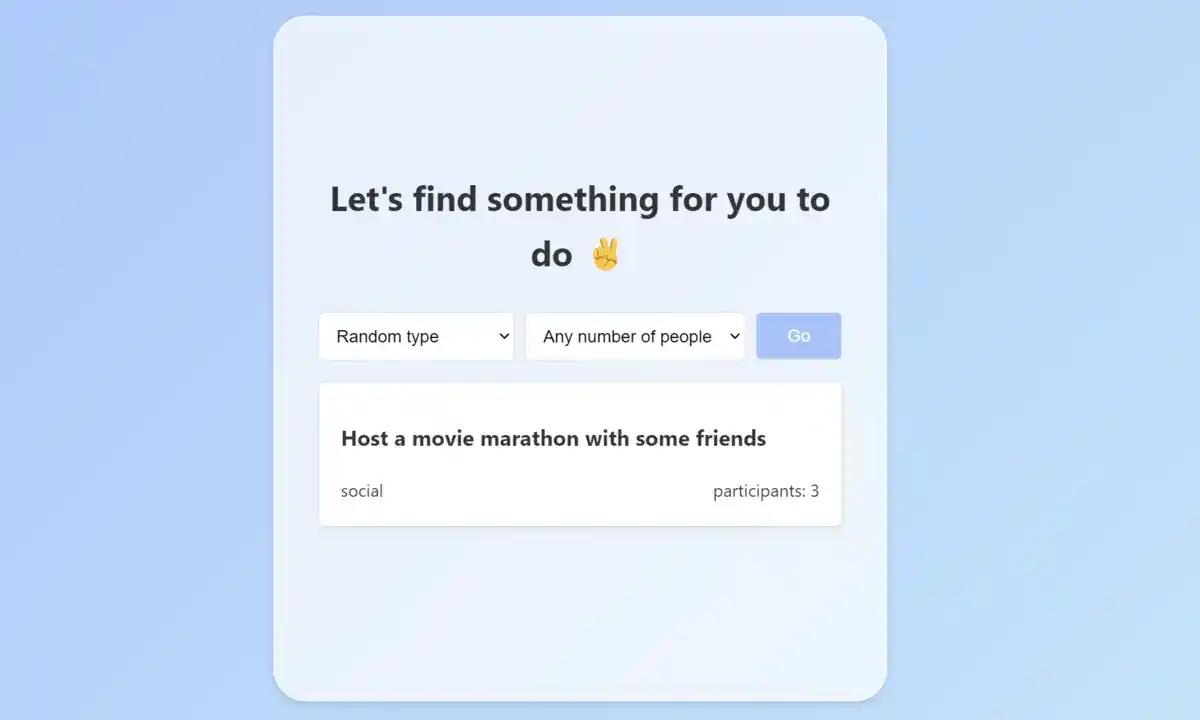 Let's find something for you to
do ✌️
Random type
Any number of people
Go
Host a movie marathon with some friends
social
participants: 3